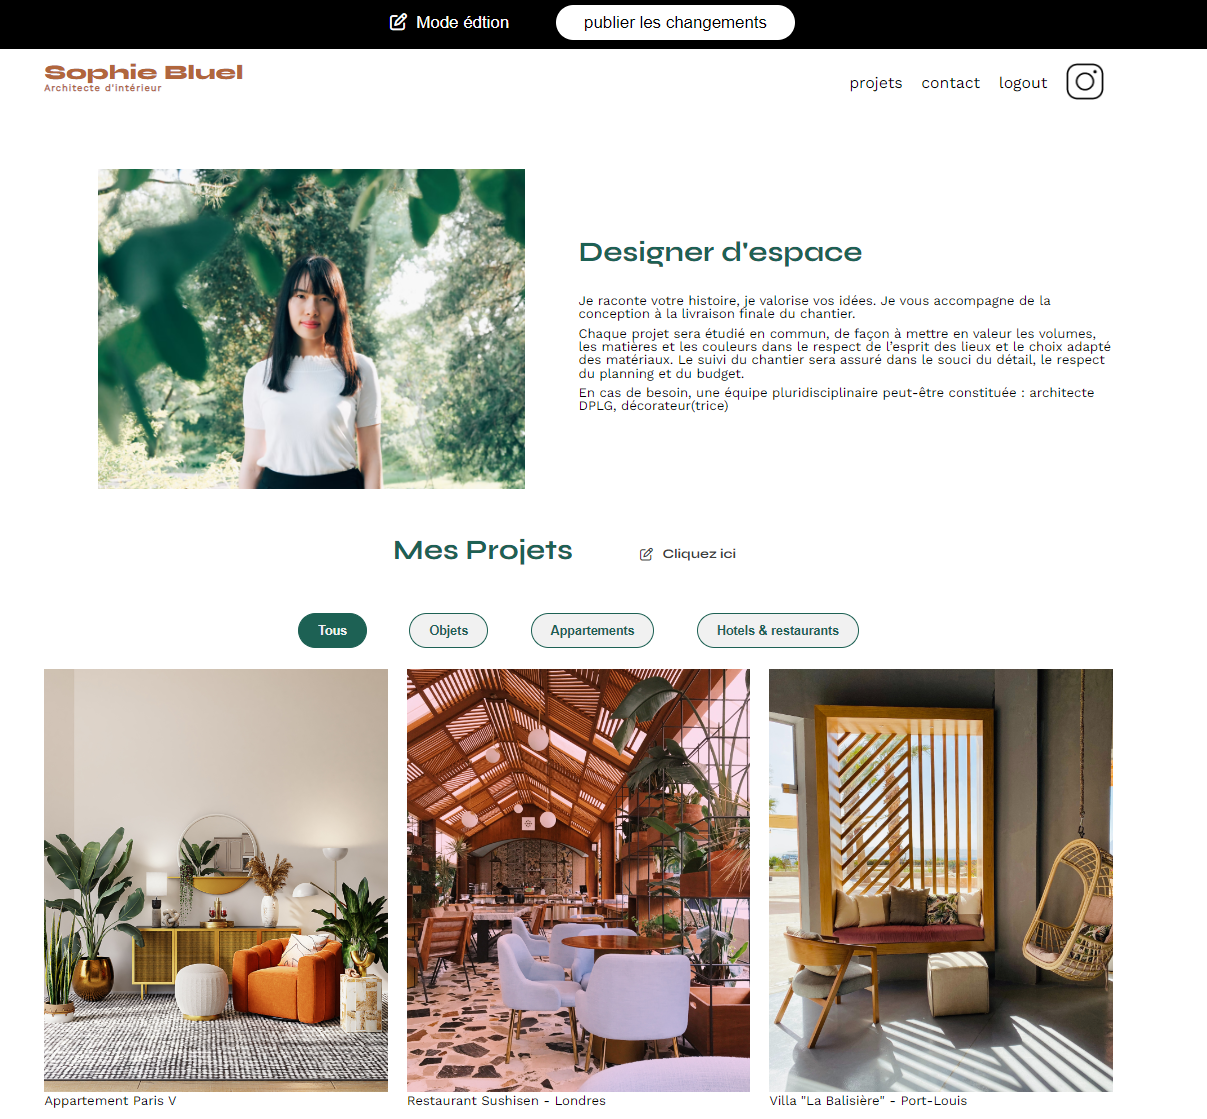 Mode édtion
publier les changements
Sophie Bluel
Architecte d'intérieur
projets
contact
logout
Designer d'espace
Je raconte votre histoire, je valorise vos idées. Je vous accompagne de la
conception à la livraison finale du chantier.
Chaque projet sera étudié en commun, de façon à mettre en valeur les volumes,
les matières et les couleurs dans le respect de l’esprit des lieux et le choix adapté
des matériaux. Le suivi du chantier sera assuré dans le souci du détail, le respect
du planning et du budget.
En cas de besoin, une équipe pluridisciplinaire peut-être constituée : architecte
DPLG, décorateur(trice)
Mes Projets
Cliquez ici
Tous
Objets
Appartements
Hotels & restaurants
Appartement Paris V
Restaurant Sushisen - Londres
Villa "La Balisière" - Port-Louis